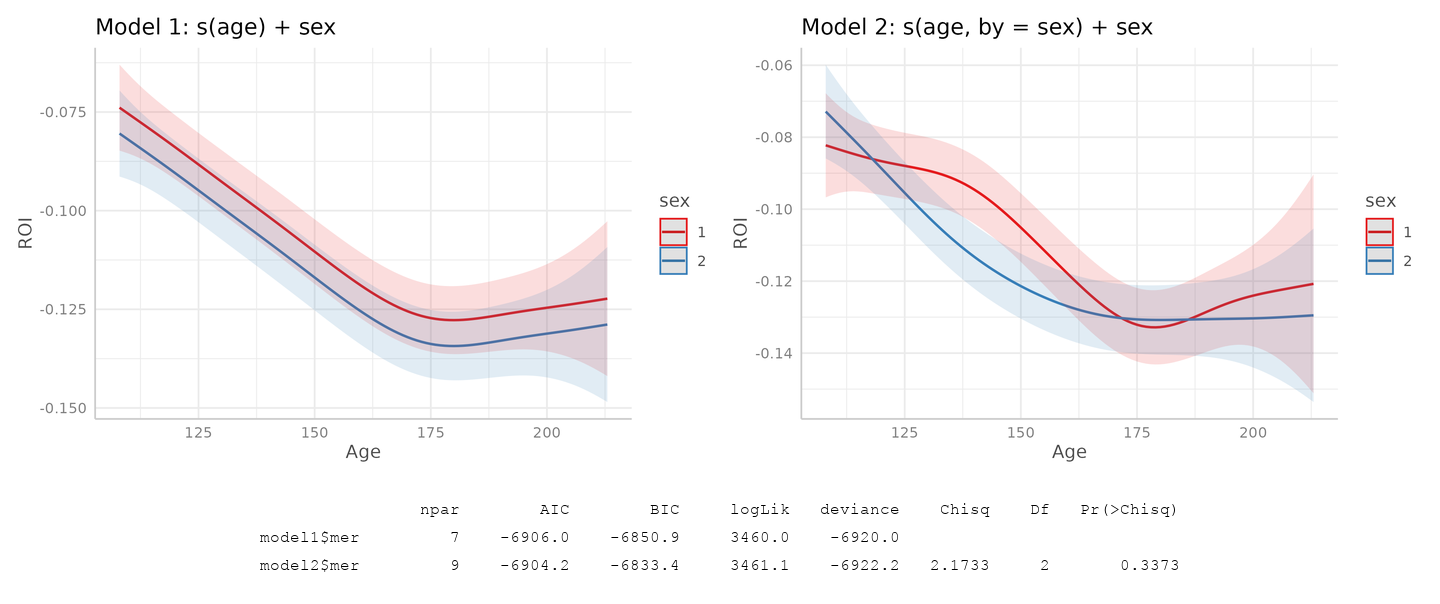 Model 1: s(age) + sex
-0.075
-0.100
-0.125
-0.150
ROI
125 150 175 200
Age
sex
1
2
Model 2: s(age, by = sex) + sex
-0.06
-0.08
-0.10
-0.12
-0.14
ROI
125 150 175 200
Age
sex
1
2
npar AIC BIC logLik deviance Chisq Df Pr(>Chisq)
model1$mer 7 -6906.0 -6850.9 3460.0 -6920.0
model2$mer 9 -6904.2 -6833.4 3461.1 -6922.2 2.1733 2 0.3373